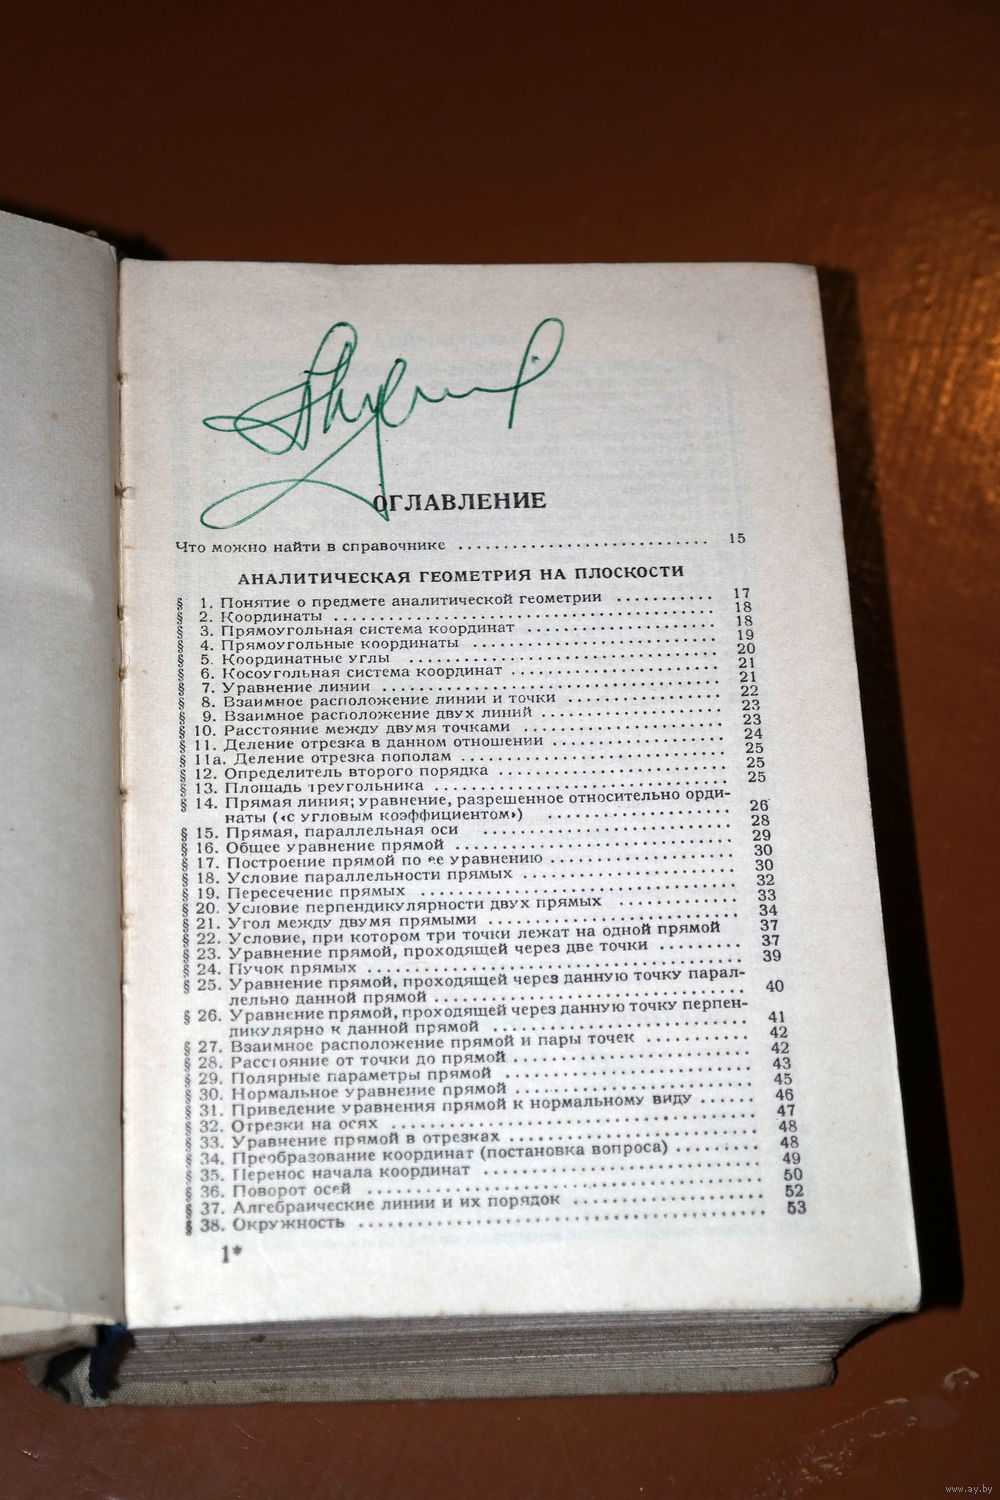 ОГЛАВЛЕНИЕ
Что можно найти в справочнике . . . . . . . . . . . . . . . . . . . . . . . . . . . 15
АНАЛИТИЧЕСКАЯ ГЕОМЕТРИЯ НА ПЛОСКОСТИ
§ 1. Понятие о предмете аналитической геометрии . . . . . . . . . . 17
§ 2. Координаты . . . . . . . . . . 18
§ 3. Прямоугольная система координат . . . . . . . . . . 18
§ 4. Прямоугольные координаты . . . . . . . . . . 19
§ 5. Координатные углы . . . . . . . . . . 20
§ 6. Косоугольная система координат . . . . . . . . . . 21
§ 7. Уравнение линии . . . . . . . . . . 21
§ 8. Взаимное расположение линии и точки . . . . . . . . . . 22
§ 9. Взаимное расположение двух линий . . . . . . . . . . 23
§ 10. Расстояние между двумя точками . . . . . . . . . . 23
§ 11. Деление отрезка в данном отношении . . . . . . . . . . 24
§ 11а. Деление отрезка пополам . . . . . . . . . . 25
§ 12. Определитель второго порядка . . . . . . . . . . 25
§ 13. Площадь треугольника . . . . . . . . . . 25
§ 14. Прямая линия; уравнение, разрешенное относительно орди-
наты («с угловым коэффициентом») . . . . . . . . . . 26
§ 15. Прямая, параллельная оси . . . . . . . . . . 28
§ 16. Общее уравнение прямой . . . . . . . . . . 29
§ 17. Построение прямой по ее уравнению . . . . . . . . . . 30
§ 18. Условие параллельности прямых . . . . . . . . . . 30
§ 19. Пересечение прямых . . . . . . . . . . 32
§ 20. Условие перпендикулярности двух прямых . . . . . . . . . . 33
§ 21. Угол между двумя прямыми . . . . . . . . . . 34
§ 22. Условие, при котором три точки лежат на одной прямой 37
§ 23. Уравнение прямой, проходящей через две точки . . . . . . . . . 37
§ 24. Пучок прямых . . . . . . . . . . 39
§ 25. Уравнение прямой, проходящей через данную точку парал-
лельно данной прямой . . . . . . . . . . 40
§ 26. Уравнение прямой, проходящей через данную точку перпен-
дикулярно к данной прямой . . . . . . . . . . 41
§ 27. Взаимное расположение прямой и пары точек . . . . . . . . . . 42
§ 28. Расстояние от точки до прямой . . . . . . . . . . 42
§ 29. Полярные параметры прямой . . . . . . . . . . 43
§ 30. Нормальное уравнение прямой . . . . . . . . . . 45
§ 31. Приведение уравнения прямой к нормальному виду . . . . . . 46
§ 32. Отрезки на осях . . . . . . . . . . 47
§ 33. Уравнение прямой в отрезках . . . . . . . . . . 48
§ 34. Преобразование координат (постановка вопроса) . . . . . . . . . 48
§ 35. Перенос начала координат . . . . . . . . . . 49
§ 36. Поворот осей . . . . . . . . . . 50
§ 37. Алгебраические линии и их порядок . . . . . . . . . . 52
§ 38. Окружность . . . . . . . . . . 53
1*
www.ay.by